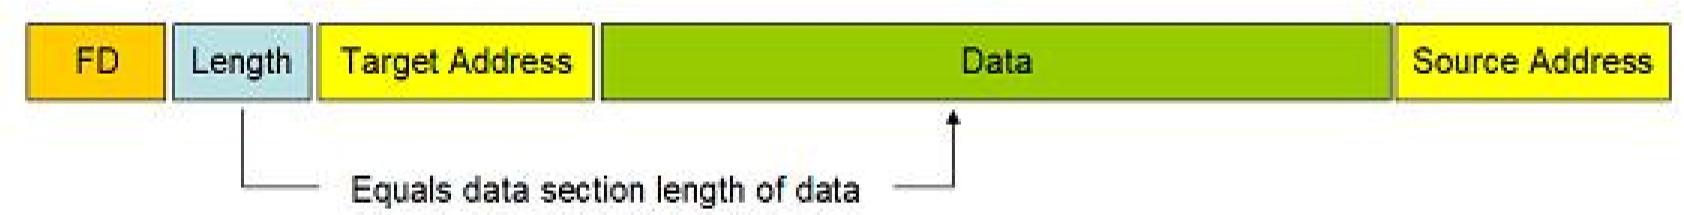 FD Length Target Address Data Source Address
Equals data section length of data